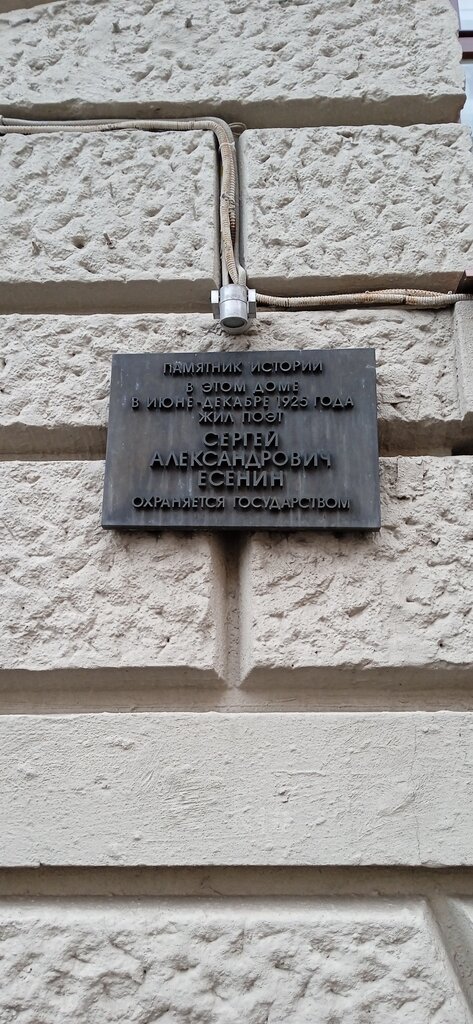 ПАМЯТНИК ИСТОРИИ
В ЭТОМ ДОМЕ
В ИЮНЕ-ДЕКАБРЕ 1925 ГОДА
ЖИЛ ПОЭТ
СЕРГЕЙ
АЛЕКСАНДРОВИЧ
ЕСЕНИН
ОХРАНЯЕТСЯ ГОСУДАРСТВОМ